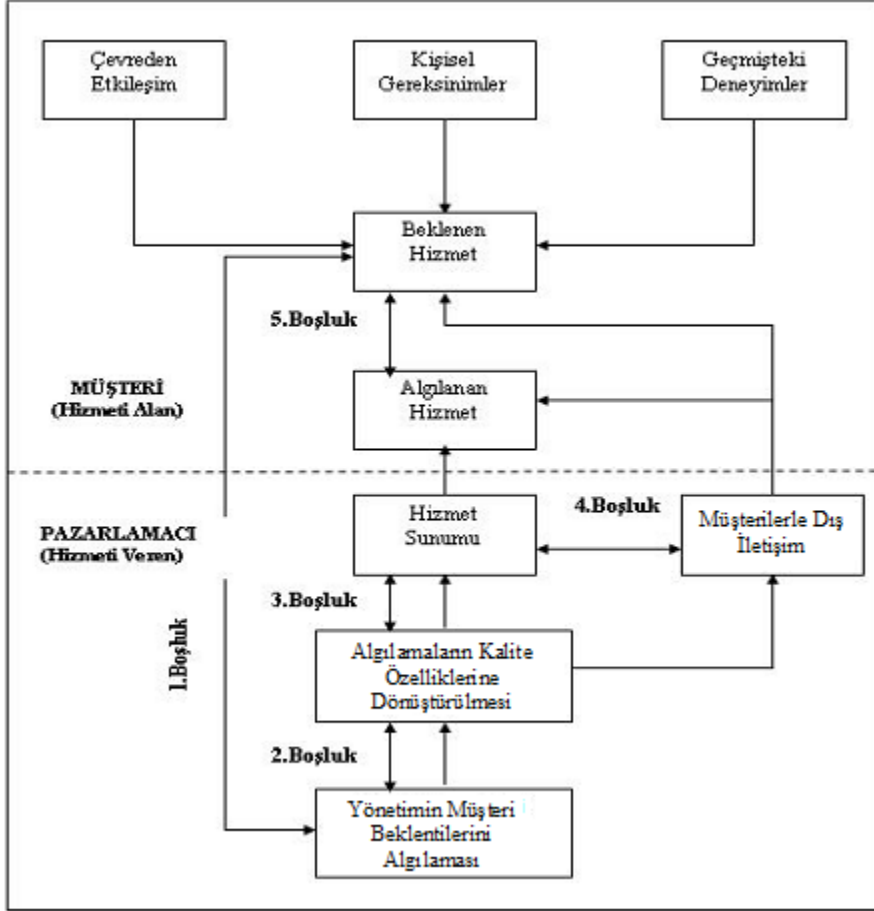 Çevreden
Etkileşim
Kişisel
Gereksinimler
Geçmişteki
Deneyimler
Beklenen
Hizmet
5.Boşluk
MÜŞTERİ
(Hizmeti Alan)
Algılanan
Hizmet
PAZARLAMACI
(Hizmeti Veren)
Hizmet
Sunumu
4.Boşluk
Müşterilerle Dış
İletişim
3.Boşluk
1.Boşluk
Algılamaların Kalite
Özelliklerine
Dönüştürülmesi
2.Boşluk
Yönetimin Müşteri
Beklentilerini
Algılaması